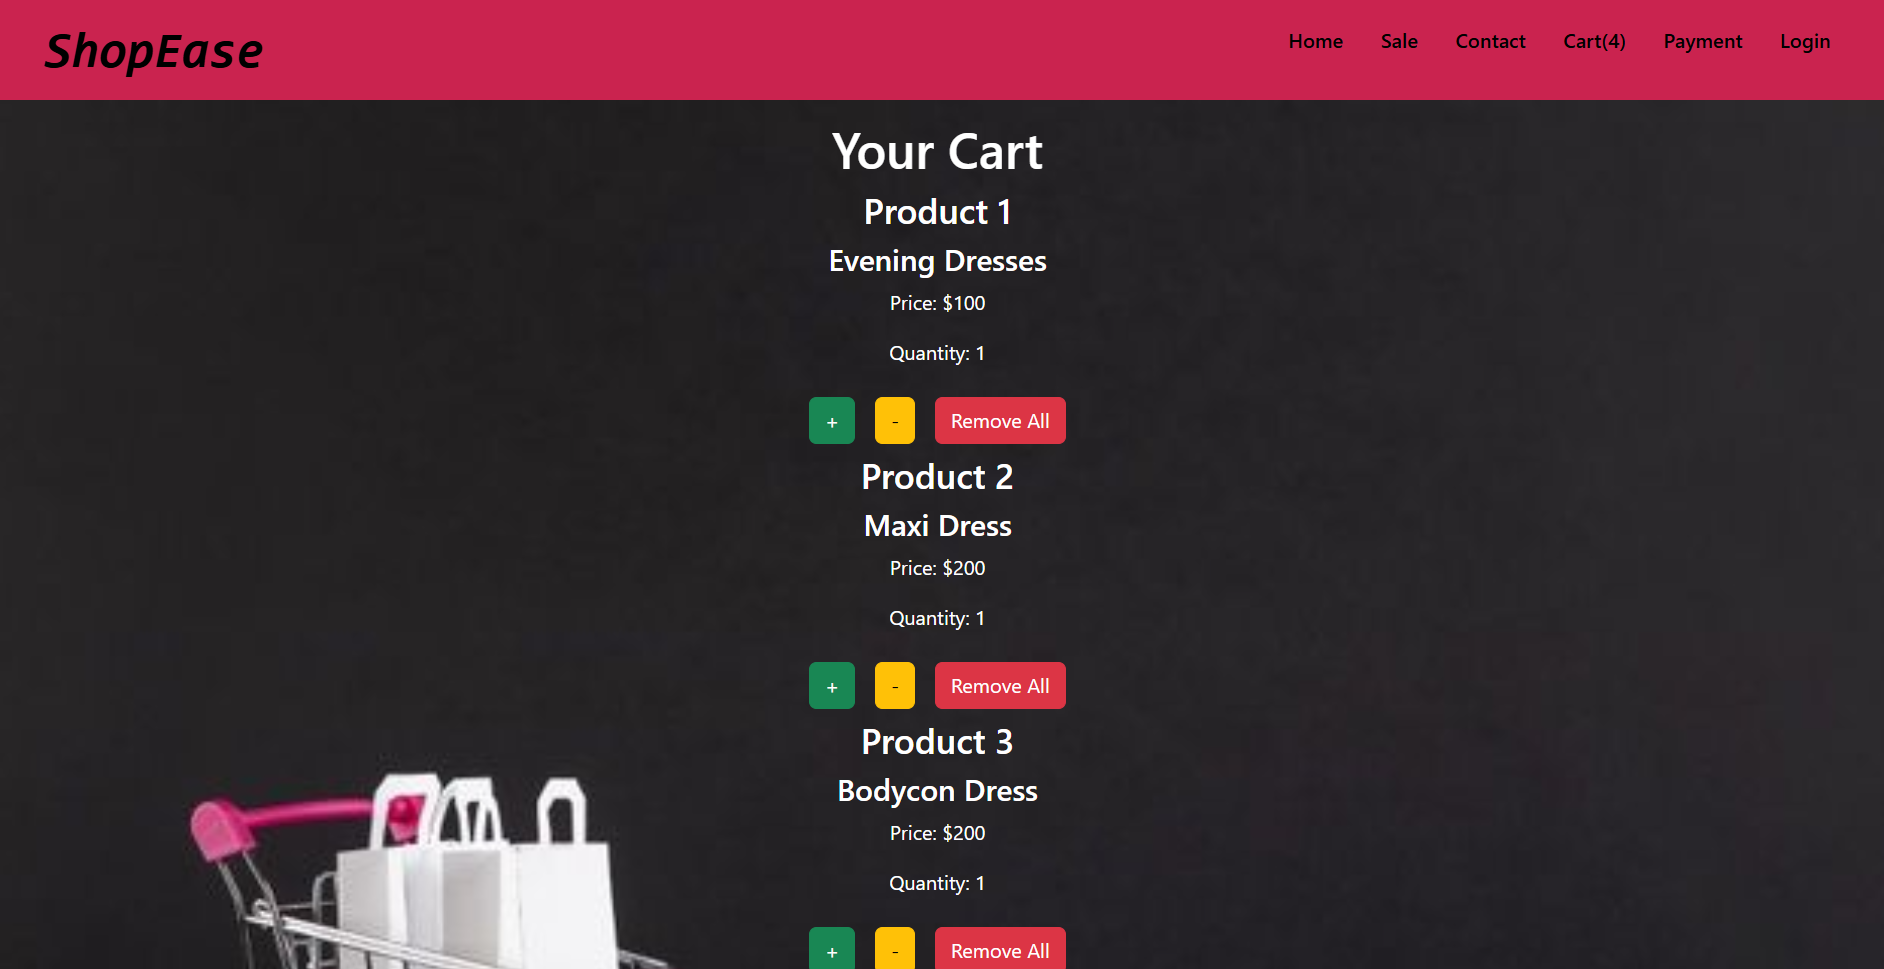 ShopEase
Home Sale Contact Cart(4) Payment Login
Your Cart
Product 1
Evening Dresses
Price: $100
Quantity: 1
+ - Remove All
Product 2
Maxi Dress
Price: $200
Quantity: 1
+ - Remove All
Product 3
Bodycon Dress
Price: $200
Quantity: 1
+ - Remove All